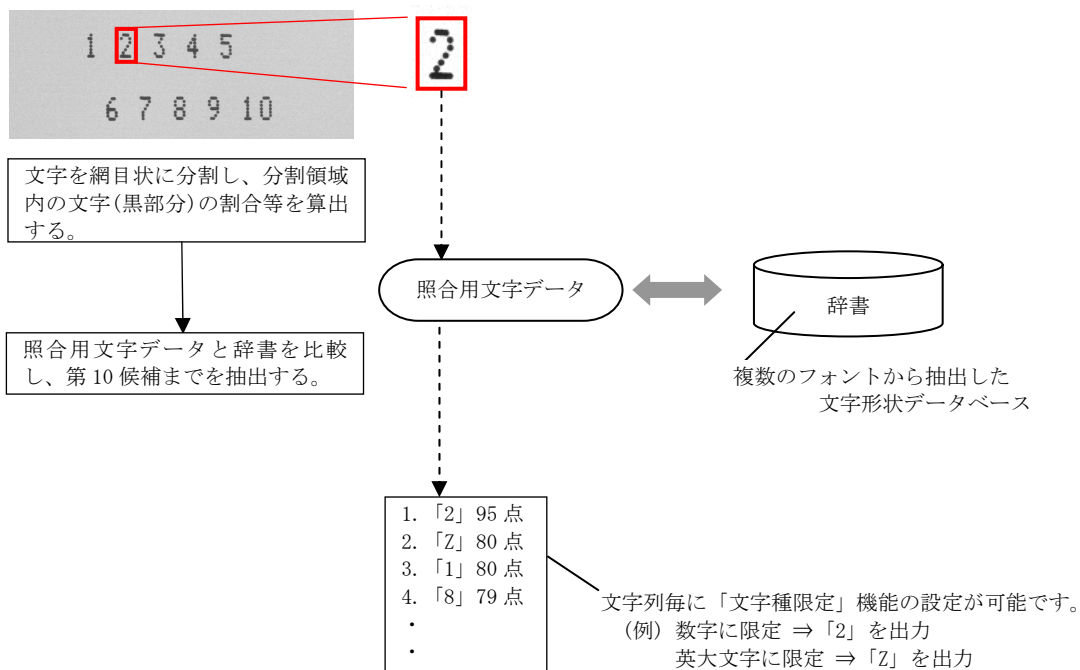 1 2 3 4 5
2
6 7 8 9 10
文字を網目状に分割し、分割領域
内の文字(黒部分)の割合等を算出
する。
照合用文字データ
辞書
照合用文字データと辞書を比較
し、第10候補までを抽出する。
複数のフォントから抽出した
文字形状データベース
1. 「2」95点
2. 「Z」80点
3. 「1」80点
4. 「8」79点
・
・
文字列毎に「文字種限定」機能の設定が可能です。
(例) 数字に限定 ⇒「2」を出力
英大文字に限定 ⇒「Z」を出力